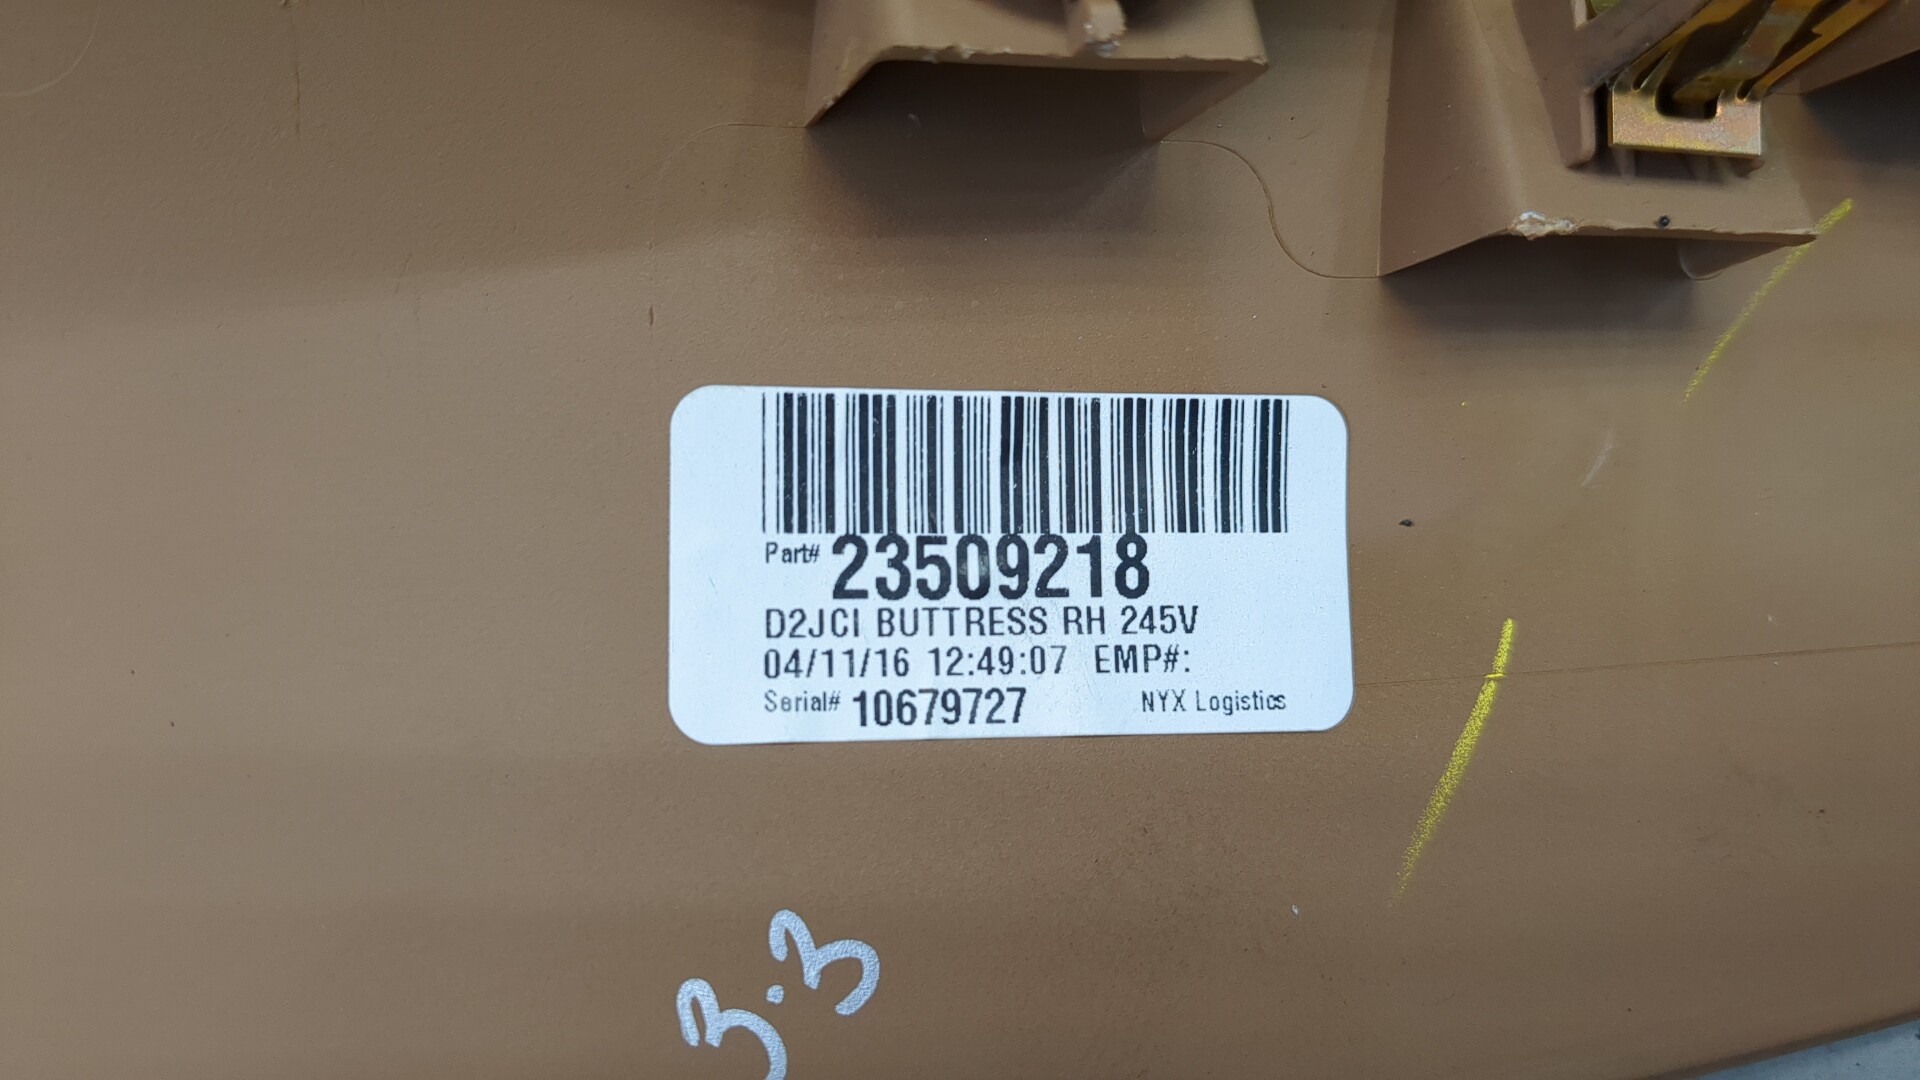 Part# 23509218
D2JCI BUTTRESS RH 245V
04/11/16 12:49:07 EMP#:
Serial# 10679727 NYX Logistics
3.3